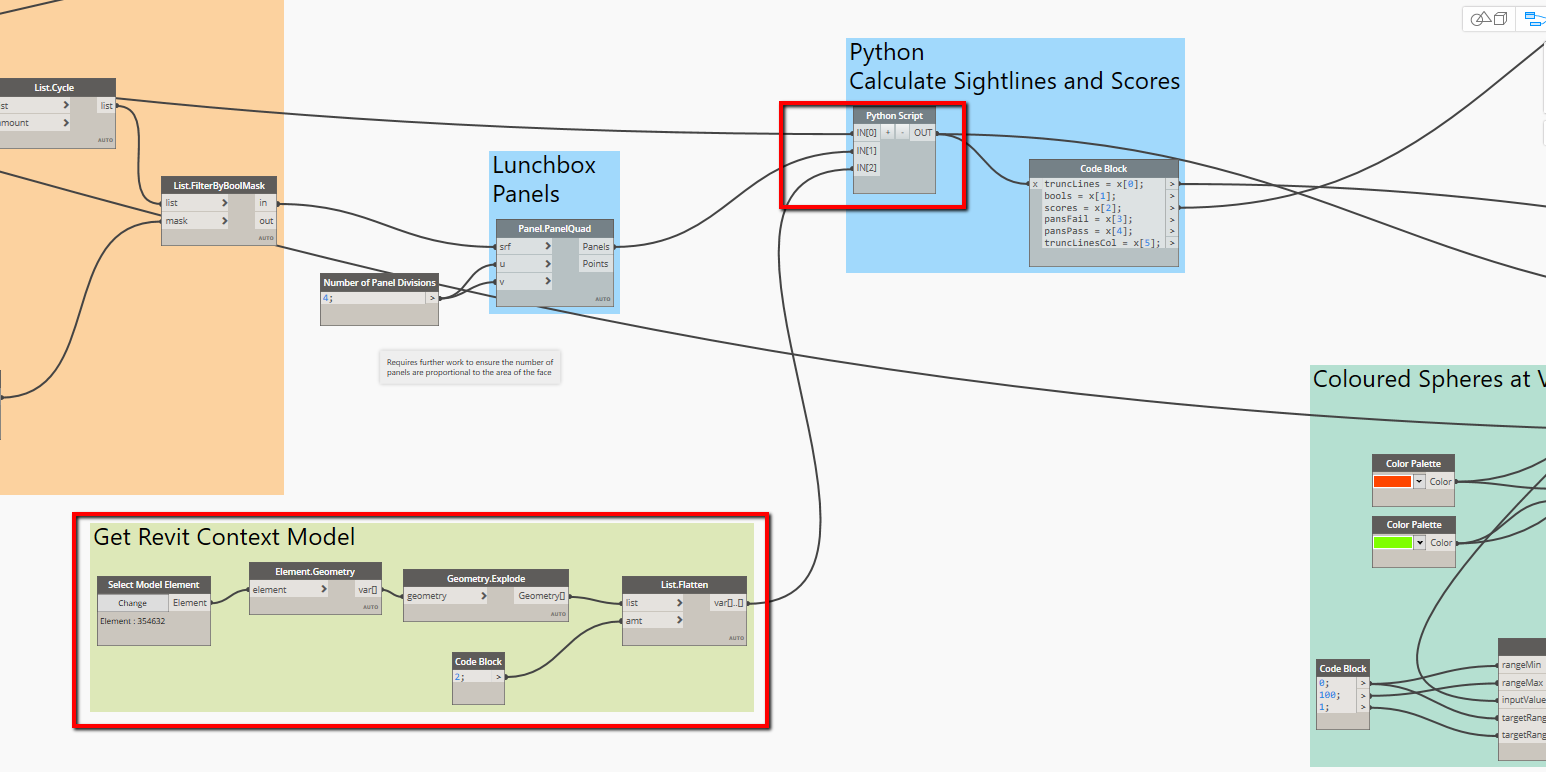 List.Cycle
st > list
mount >
AUTO
List.FilterByBoolMask
list > in
mask > out
AUTO
Number of Panel Divisions
4; >
Lunchbox
Panels
Panel.PanelQuad
srf > Panels
u > Points
v >
AUTO
Requires further work to ensure the number of
panels are proportional to the area of the face
Python
Calculate Sightlines and Scores
Python Script
IN[0] + - OUT
IN[1]
IN[2]
Code Block
x truncLines = x[0]; >
bools = x[1]; >
scores = x[2]; >
pansFail = x[3]; >
pansPass = x[4]; >
truncLinesCol = x[5]; >
Get Revit Context Model
Select Model Element
Change Element
Element : 354632
Element.Geometry
element > var[]
AUTO
Geometry.Explode
geometry > Geometry[]
AUTO
Code Block
2; >
List.Flatten
list > var[]..[]
amt >
AUTO
Coloured Spheres at V
Color Palette
Color
Color Palette
Color
Code Block
0; >
100; >
1; >
rangeMin
rangeMax
inputValue
targetRang
targetRang